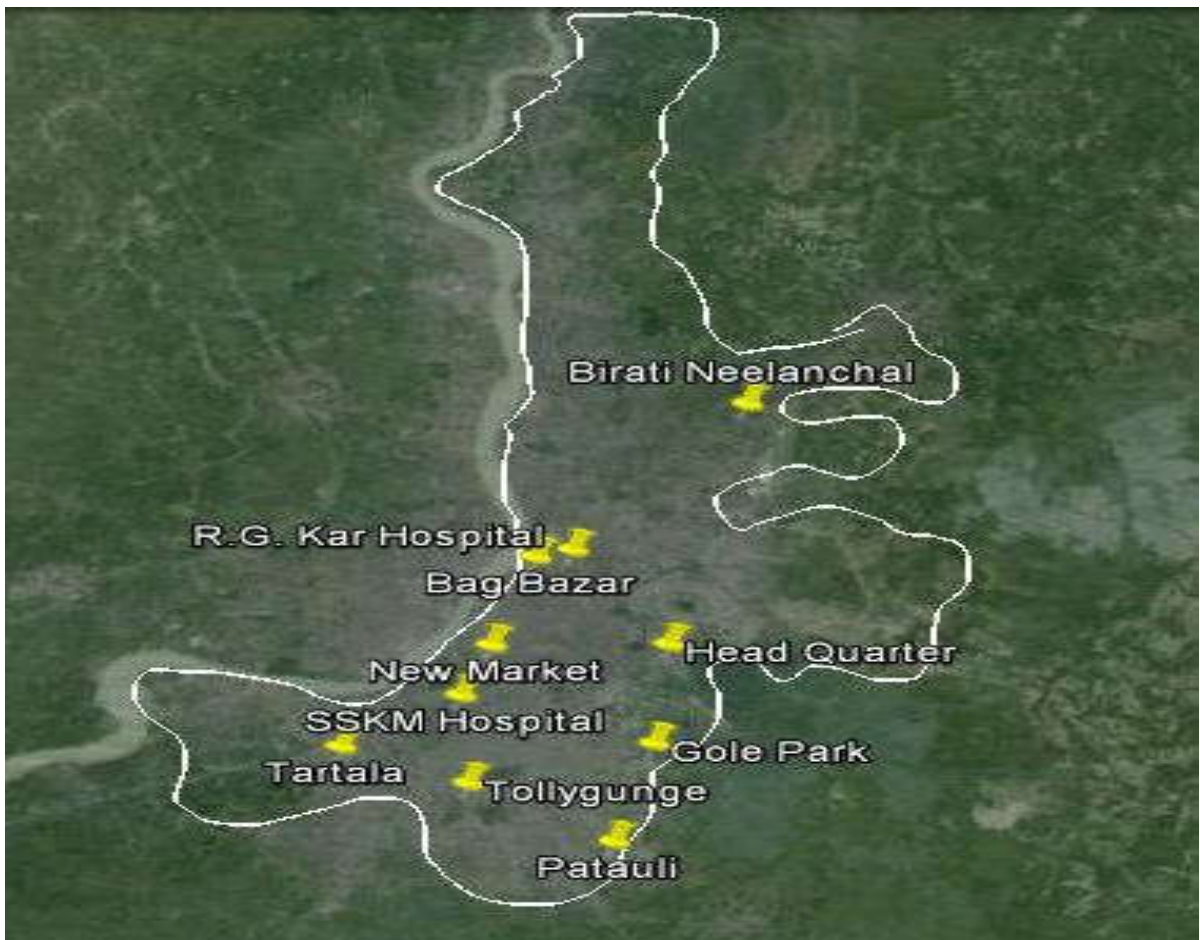 Birati Neelanchal
R.G. Kar Hospital
Bag Bazar
Head Quarter
New Market
SSKM Hospital
Gole Park
Tartala
Tollygunge
Patauli